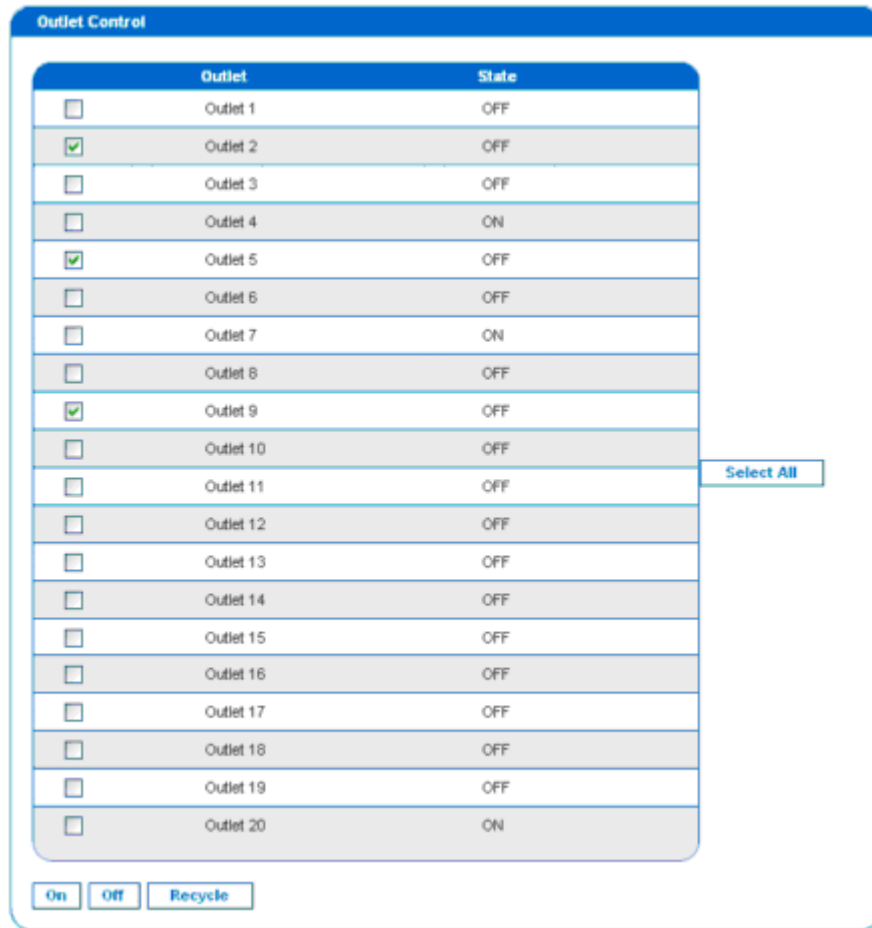 Outlet Control
Outlet State
Outlet 1 OFF
Outlet 2 OFF
Outlet 3 OFF
Outlet 4 ON
Outlet 5 OFF
Outlet 6 OFF
Outlet 7 ON
Outlet 8 OFF
Outlet 9 OFF
Outlet 10 OFF
Select All
Outlet 11 OFF
Outlet 12 OFF
Outlet 13 OFF
Outlet 14 OFF
Outlet 15 OFF
Outlet 16 OFF
Outlet 17 OFF
Outlet 18 OFF
Outlet 19 OFF
Outlet 20 ON
On Off Recycle